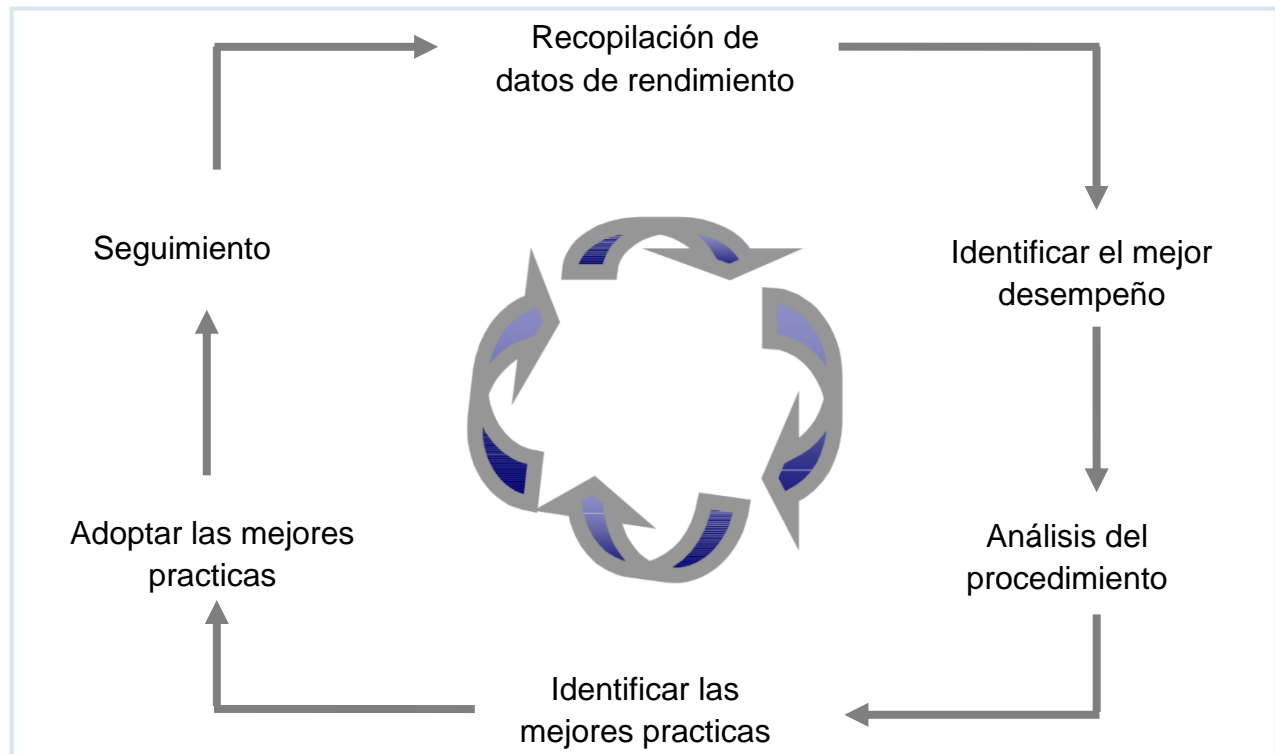 Recopilación de
datos de rendimiento
Identificar el mejor
desempeño
Análisis del
procedimiento
Identificar las
mejores practicas
Adoptar las mejores
practicas
Seguimiento